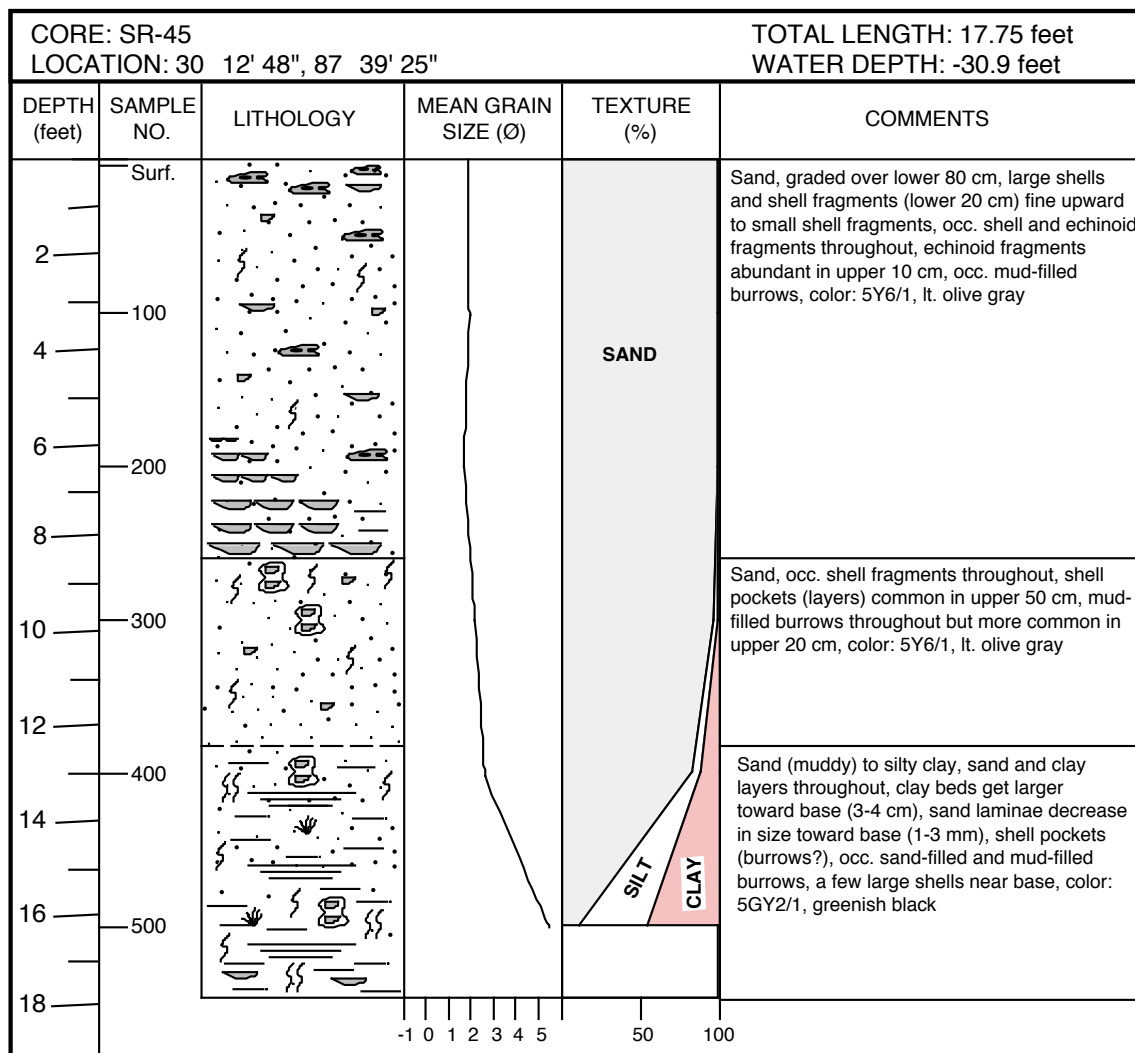 CORE: SR-45
LOCATION: 30 12' 48", 87 39' 25"
TOTAL LENGTH: 17.75 feet
WATER DEPTH: -30.9 feet
DEPTH
(feet)
SAMPLE
NO.
LITHOLOGY
MEAN GRAIN
SIZE (Ø)
TEXTURE
(%)
COMMENTS
2
4
6
8
10
12
14
16
18
Surf.
100
200
300
400
500
-1 0 1 2 3 4 5
SAND
SILT
CLAY
50 100
Sand, graded over lower 80 cm, large shells
and shell fragments (lower 20 cm) fine upward
to small shell fragments, occ. shell and echinoid
fragments throughout, echinoid fragments
abundant in upper 10 cm, occ. mud-filled
burrows, color: 5Y6/1, lt. olive gray
Sand, occ. shell fragments throughout, shell
pockets (layers) common in upper 50 cm, mud-
filled burrows throughout but more common in
upper 20 cm, color: 5Y6/1, lt. olive gray
Sand (muddy) to silty clay, sand and clay
layers throughout, clay beds get larger
toward base (3-4 cm), sand laminae decrease
in size toward base (1-3 mm), shell pockets
(burrows?), occ. sand-filled and mud-filled
burrows, a few large shells near base, color:
5GY2/1, greenish black